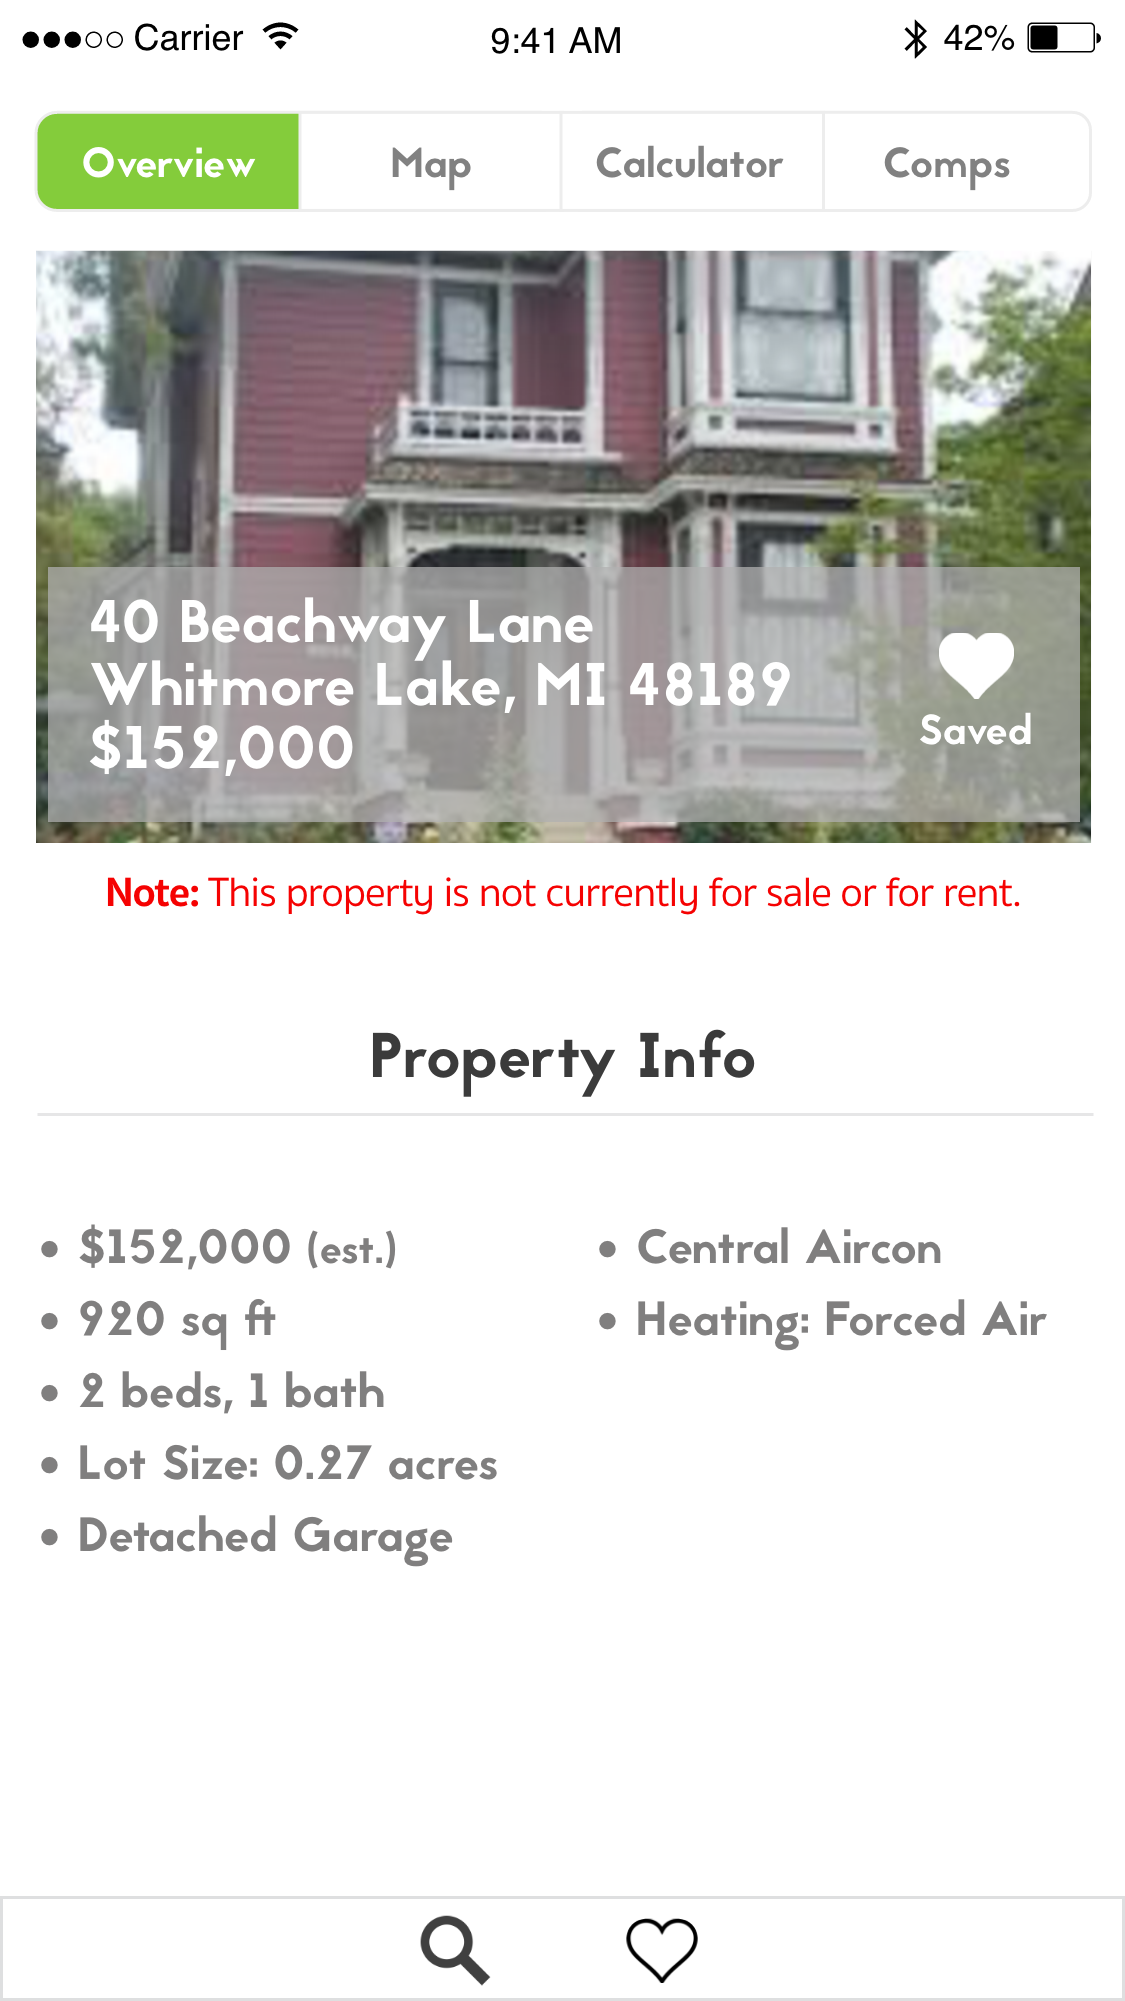 Carrier 9:41 AM 42%
Overview Map Calculator Comps
40 Beachway Lane
Whitmore Lake, MI 48189
$152,000
Saved
Note: This property is not currently for sale or for rent.
Property Info
• $152,000 (est.)
• 920 sq ft
• 2 beds, 1 bath
• Lot Size: 0.27 acres
• Detached Garage
• Central Aircon
• Heating: Forced Air